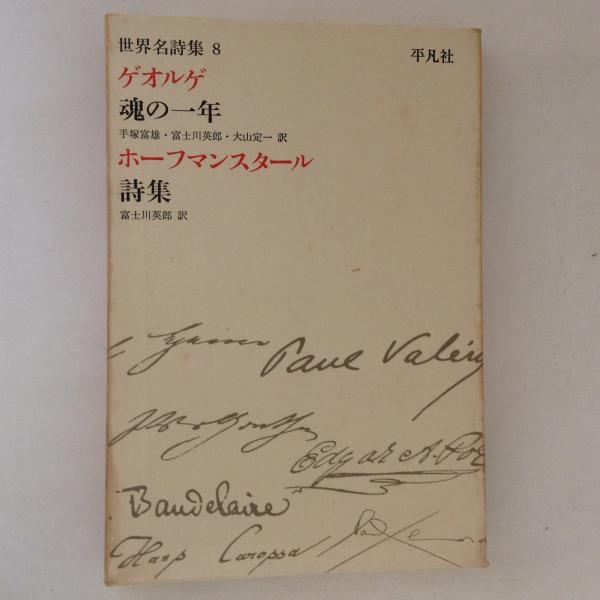 世界名詩集 8
平凡社
ゲオルゲ
魂の一年
手塚富雄・富士川英郎・大山定一 訳
ホーフマンスタール
詩集
富士川英郎 訳
Paul Valéry
Edgar A. Poe
Baudelaire
Hans Carossa